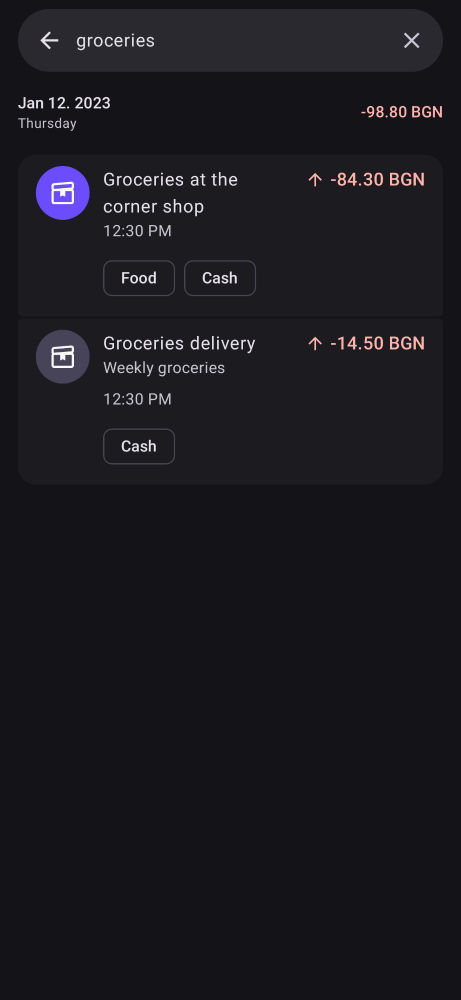 groceries
Jan 12. 2023
Thursday
-98.80 BGN
Groceries at the
corner shop
-84.30 BGN
12:30 PM
Food
Cash
Groceries delivery
-14.50 BGN
Weekly groceries
12:30 PM
Cash